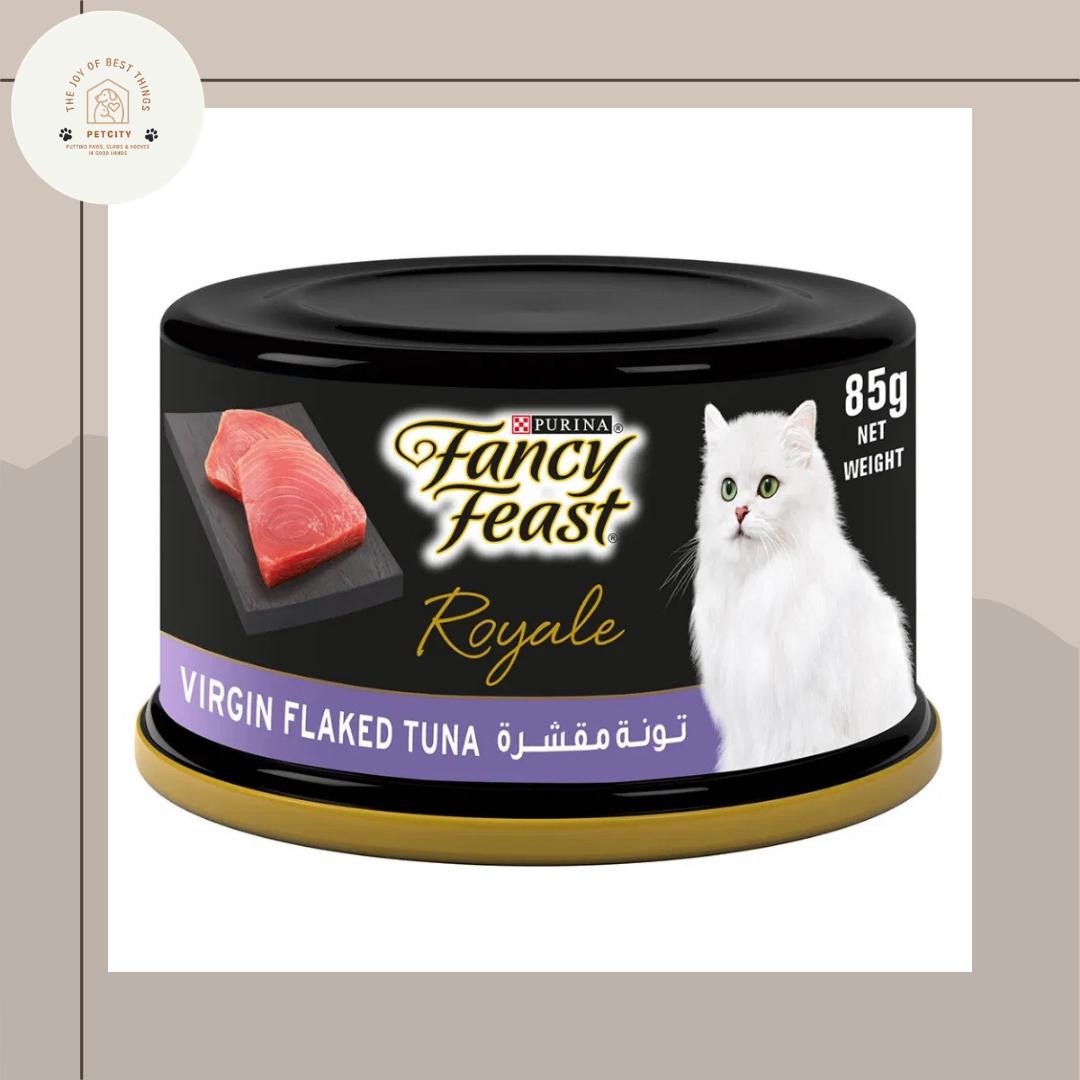 THE JOY OF BEST THINGS
PETCITY
PUTTING PAWS, CLAWS & HOOVES
IN GOOD HANDS
85g
NET
WEIGHT
PURINA®
Fancy
Feast®
Royale
VIRGIN FLAKED TUNA تونة مقشرة